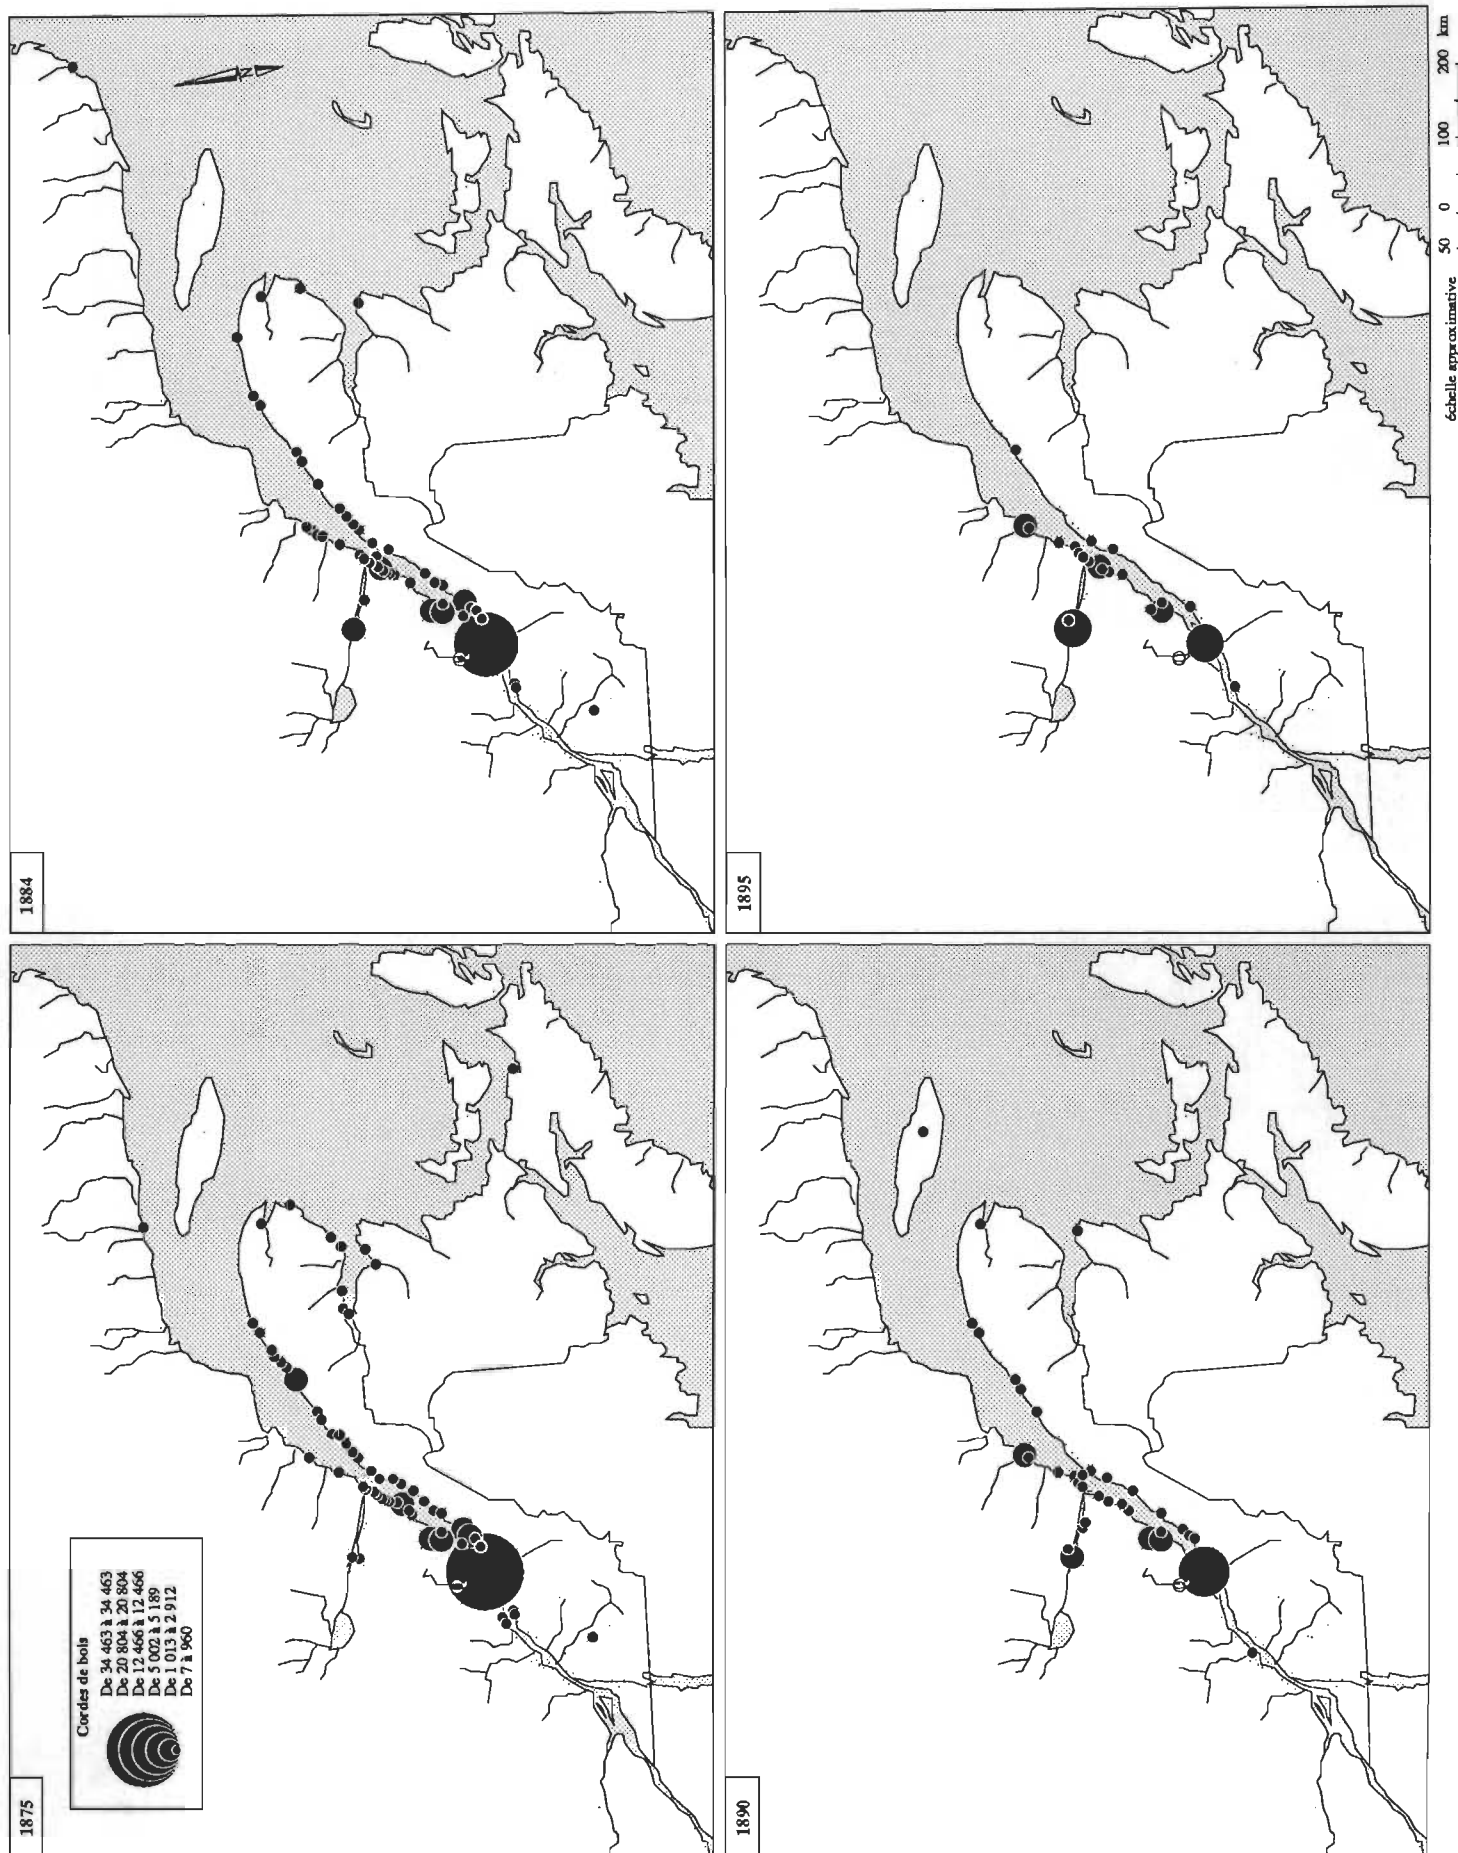 1875
Cordes de bois
De 34 463 à 34 463
De 20 804 à 20 804
De 12 466 à 12 466
De 5 002 à 5 189
De 1 013 à 2 912
De 7 à 960
1884
N
1890
1895
échelle approximative
50 0 100 200 km